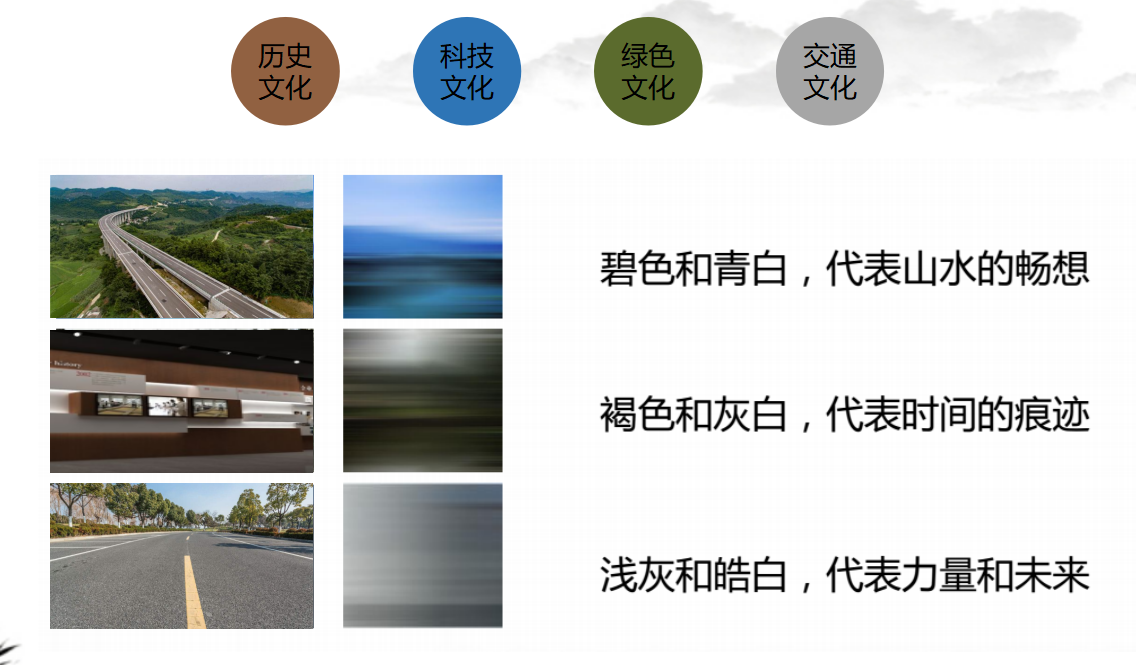 历史
文化
科技
文化
绿色
文化
交通
文化
碧色和青白，代表山水的畅想
history
褐色和灰白，代表时间的痕迹
浅灰和皓白，代表力量和未来